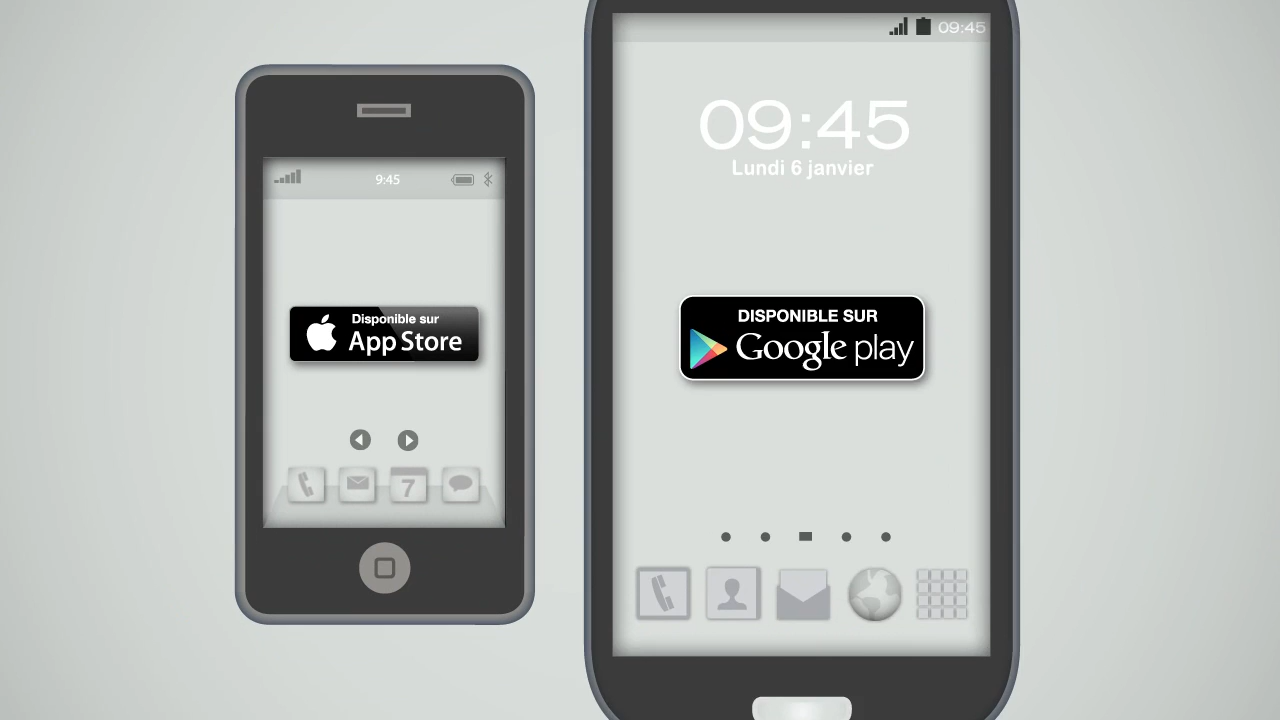 9:45
Disponible sur
App Store
7
09:45
09:45
Lundi 6 janvier
DISPONIBLE SUR
Google play